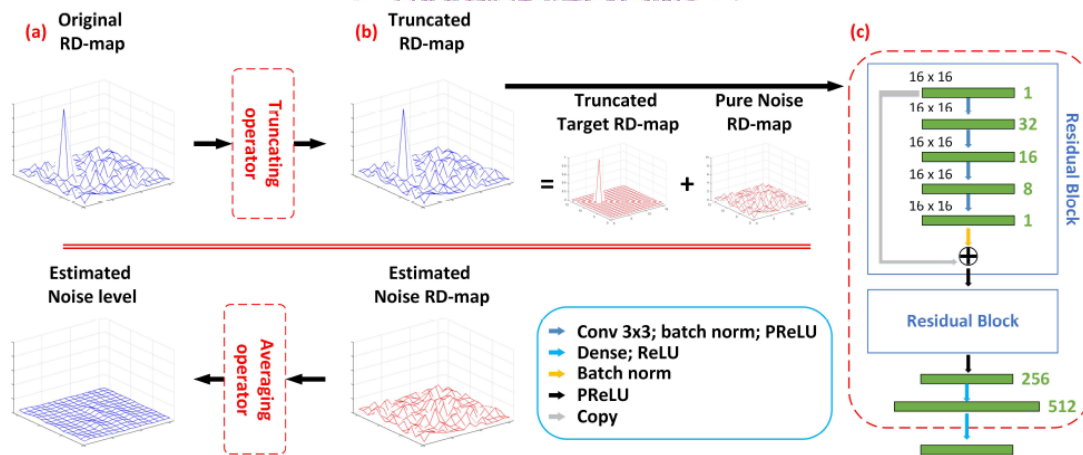 (a)
Original
RD-map
Truncating
operator
(b)
Truncated
RD-map
=
Truncated
Target RD-map
+
Pure Noise
RD-map
Estimated
Noise level
Averaging
operator
Estimated
Noise RD-map
Conv 3x3; batch norm; PReLU
Dense; ReLU
Batch norm
PReLU
Copy
(c)
16 x 16
1
16 x 16
32
16 x 16
16
16 x 16
8
16 x 16
1
Residual Block
Residual Block
256
512